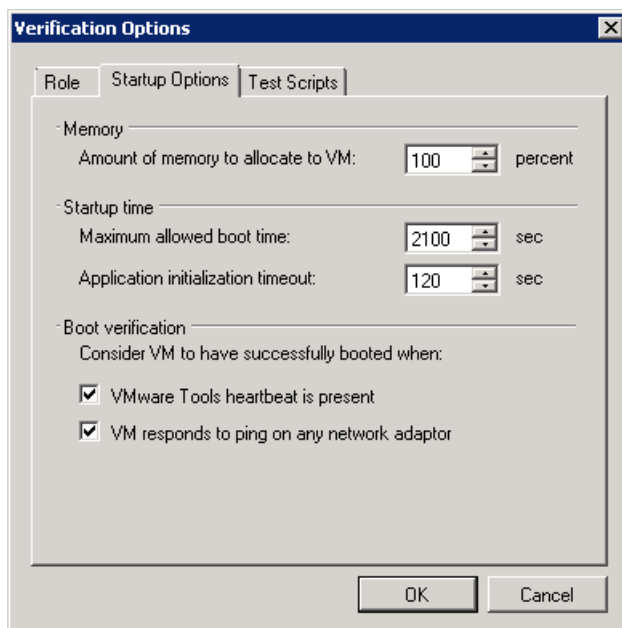 Verification Options
Role Startup Options Test Scripts
Memory
Amount of memory to allocate to VM: 100 percent
Startup time
Maximum allowed boot time: 2100 sec
Application initialization timeout: 120 sec
Boot verification
Consider VM to have successfully booted when:
VMware Tools heartbeat is present
VM responds to ping on any network adaptor
OK Cancel